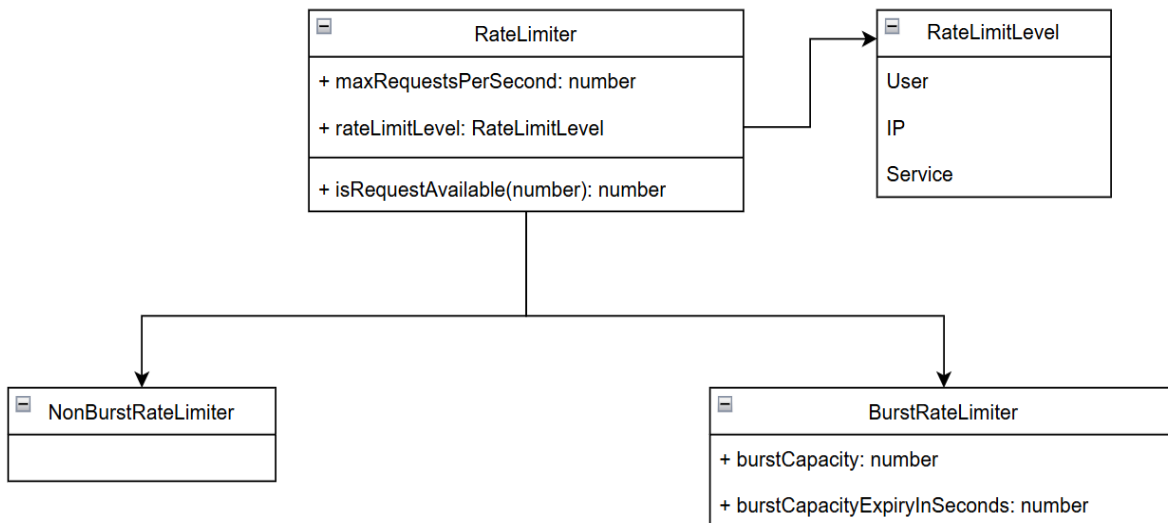 RateLimiter
+ maxRequestsPerSecond: number
+ rateLimitLevel: RateLimitLevel
+ isRequestAvailable(number): number
RateLimitLevel
User
IP
Service
NonBurstRateLimiter
BurstRateLimiter
+ burstCapacity: number
+ burstCapacityExpiryInSeconds: number